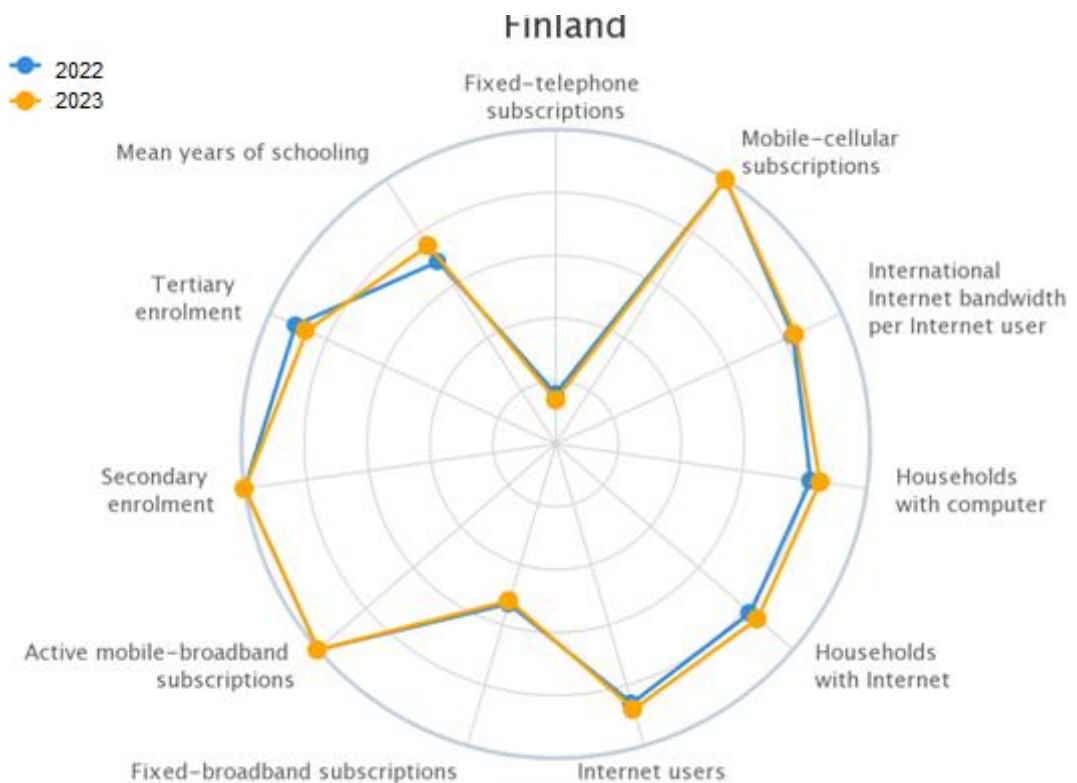 Finland
2022
2023
Fixed-telephone
subscriptions
Mobile-cellular
subscriptions
International
Internet bandwidth
per Internet user
Households
with computer
Households
with Internet
Internet users
Fixed-broadband subscriptions
Active mobile-broadband
subscriptions
Secondary
enrolment
Tertiary
enrolment
Mean years of schooling